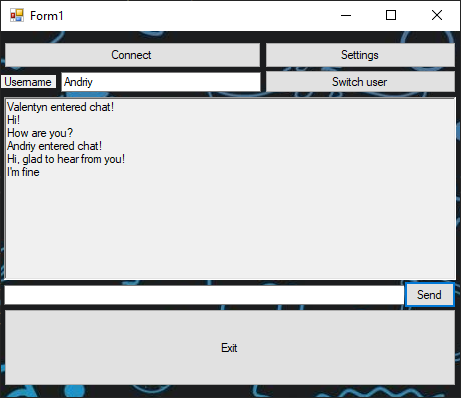 Form1
Connect
Settings
Username
Andriy
Switch user
Valentyn entered chat!
Hi!
How are you?
Andriy entered chat!
Hi, glad to hear from you!
I'm fine
Send
Exit